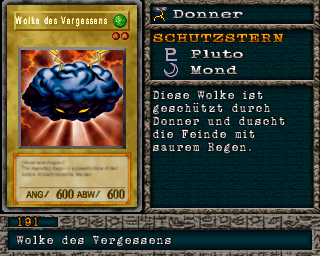 Wolke des Vergessens
ANG/ 600 ABW/ 600
Donner
SCHUTZSTERN
Pluto
Mond
Diese Wolke ist
geschützt durch
Donner und duscht
die Feinde mit
saurem Regen.
191
Wolke des Vergessens